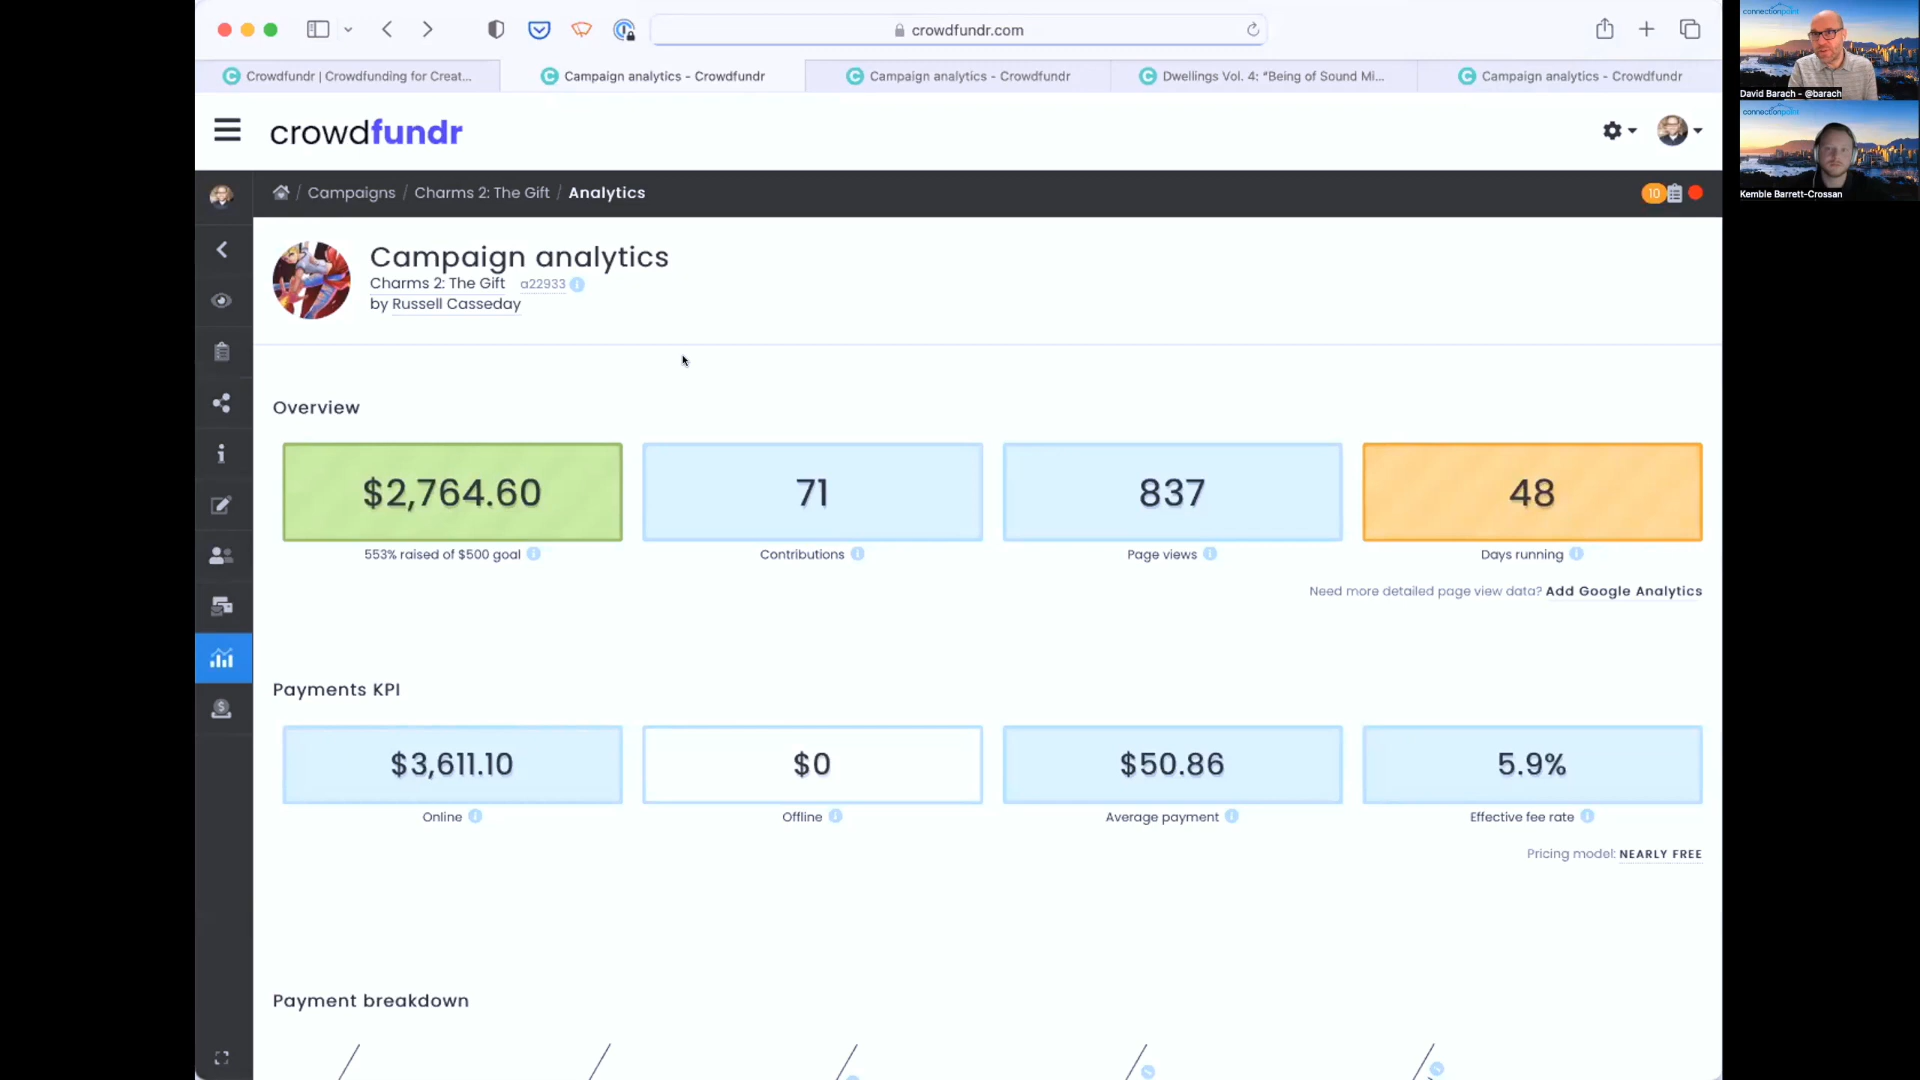 crowdfundr.com
Crowdfundr | Crowdfunding for Creat...
Campaign analytics - Crowdfundr
Campaign analytics - Crowdfundr
Dwellings Vol. 4: “Being of Sound Mi...
Campaign analytics - Crowdfundr
connectionpoint
David Barach - @barach
connectionpoint
Kemble Barrett-Crossan
crowdfundr
/ Campaigns / Charms 2: The Gift / Analytics
10
Campaign analytics
Charms 2: The Gift a22933
by Russell Casseday
Overview
$2,764.60
71
837
48
553% raised of $500 goal
Contributions
Page views
Days running
Need more detailed page view data? Add Google Analytics
Payments KPI
$3,611.10
$0
$50.86
5.9%
Online
Offline
Average payment
Effective fee rate
Pricing model: NEARLY FREE
Payment breakdown